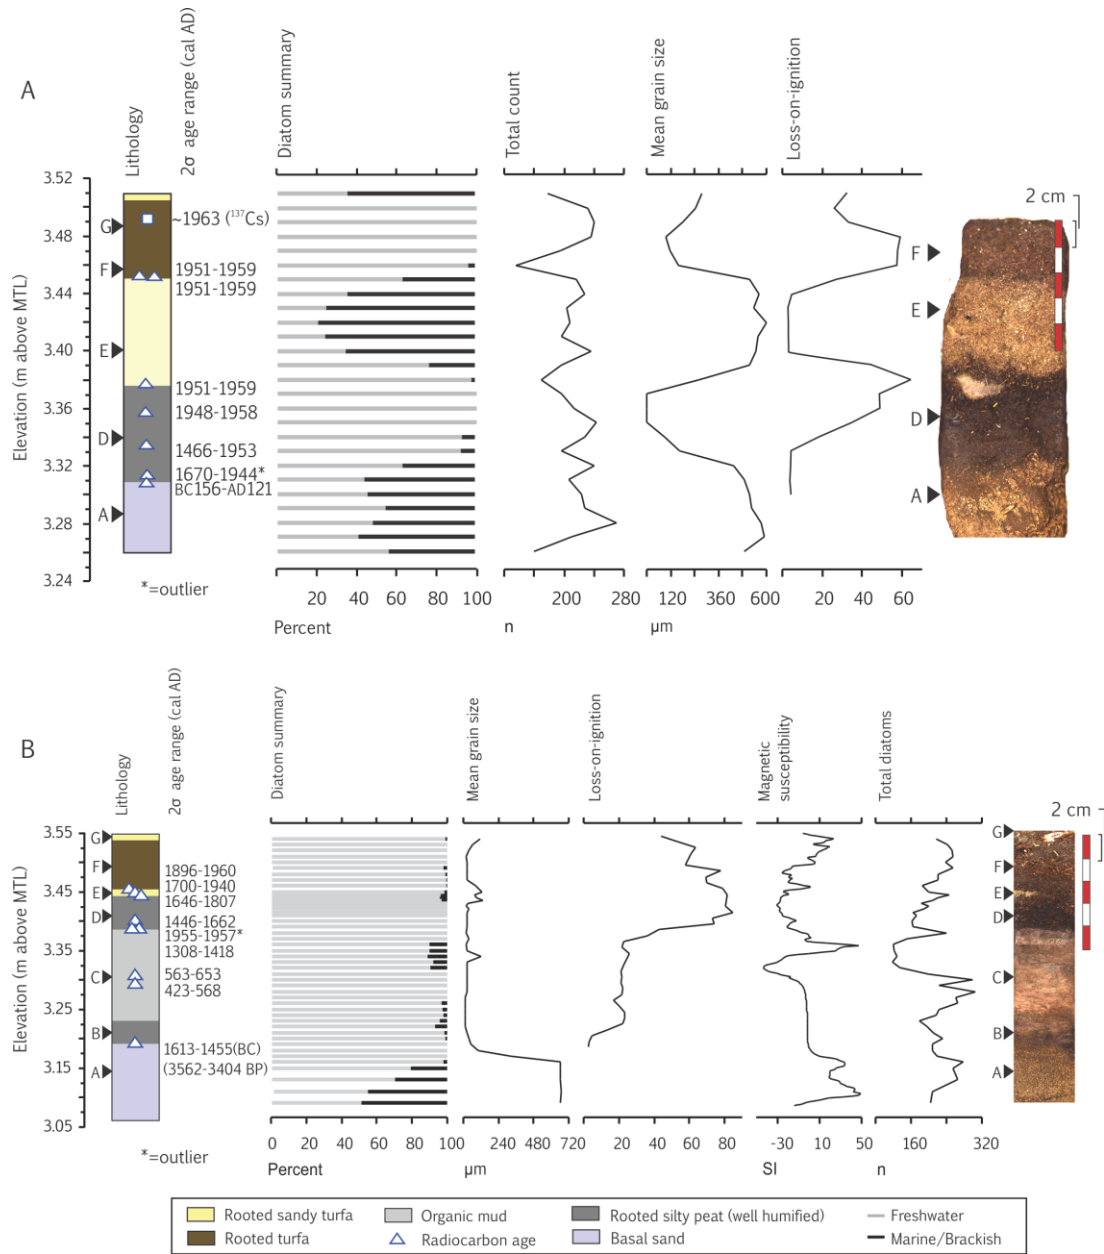 A
Lithology
2σ age range (cal AD)
Diatom summary
Total count
Mean grain size
Loss-on-ignition
2 cm
Elevation (m above MTL)
3.52
3.48
3.44
3.40
3.36
3.32
3.28
3.24
G
F
E
D
A
~1963 (¹³⁷Cs)
1951-1959
1951-1959
1951-1959
1948-1958
1466-1953
1670-1944*
BC156-AD121
*=outlier
20 40 60 80 100
Percent
200 280
n
120 360 600
µm
20 60
F
E
D
A
B
Lithology
2σ age range (cal AD)
Diatom summary
Mean grain size
Loss-on-ignition
Magnetic
susceptibility
Total diatoms
2 cm
Elevation (m above MTL)
3.55
3.45
3.35
3.25
3.15
3.05
G
F
E
D
C
B
A
1896-1960
1700-1940
1646-1807
1446-1662
1955-1957*
1308-1418
563-653
423-568
1613-1455(BC)
(3562-3404 BP)
*=outlier
0 20 40 60 80 100
Percent
240 480 720
µm
20 60 80
-30 10 50
SI
0 160 320
n
G
F
E
D
C
B
A
Rooted sandy turfa
Organic mud
Rooted silty peat (well humified)
Freshwater
Rooted turfa
Radiocarbon age
Basal sand
Marine/Brackish